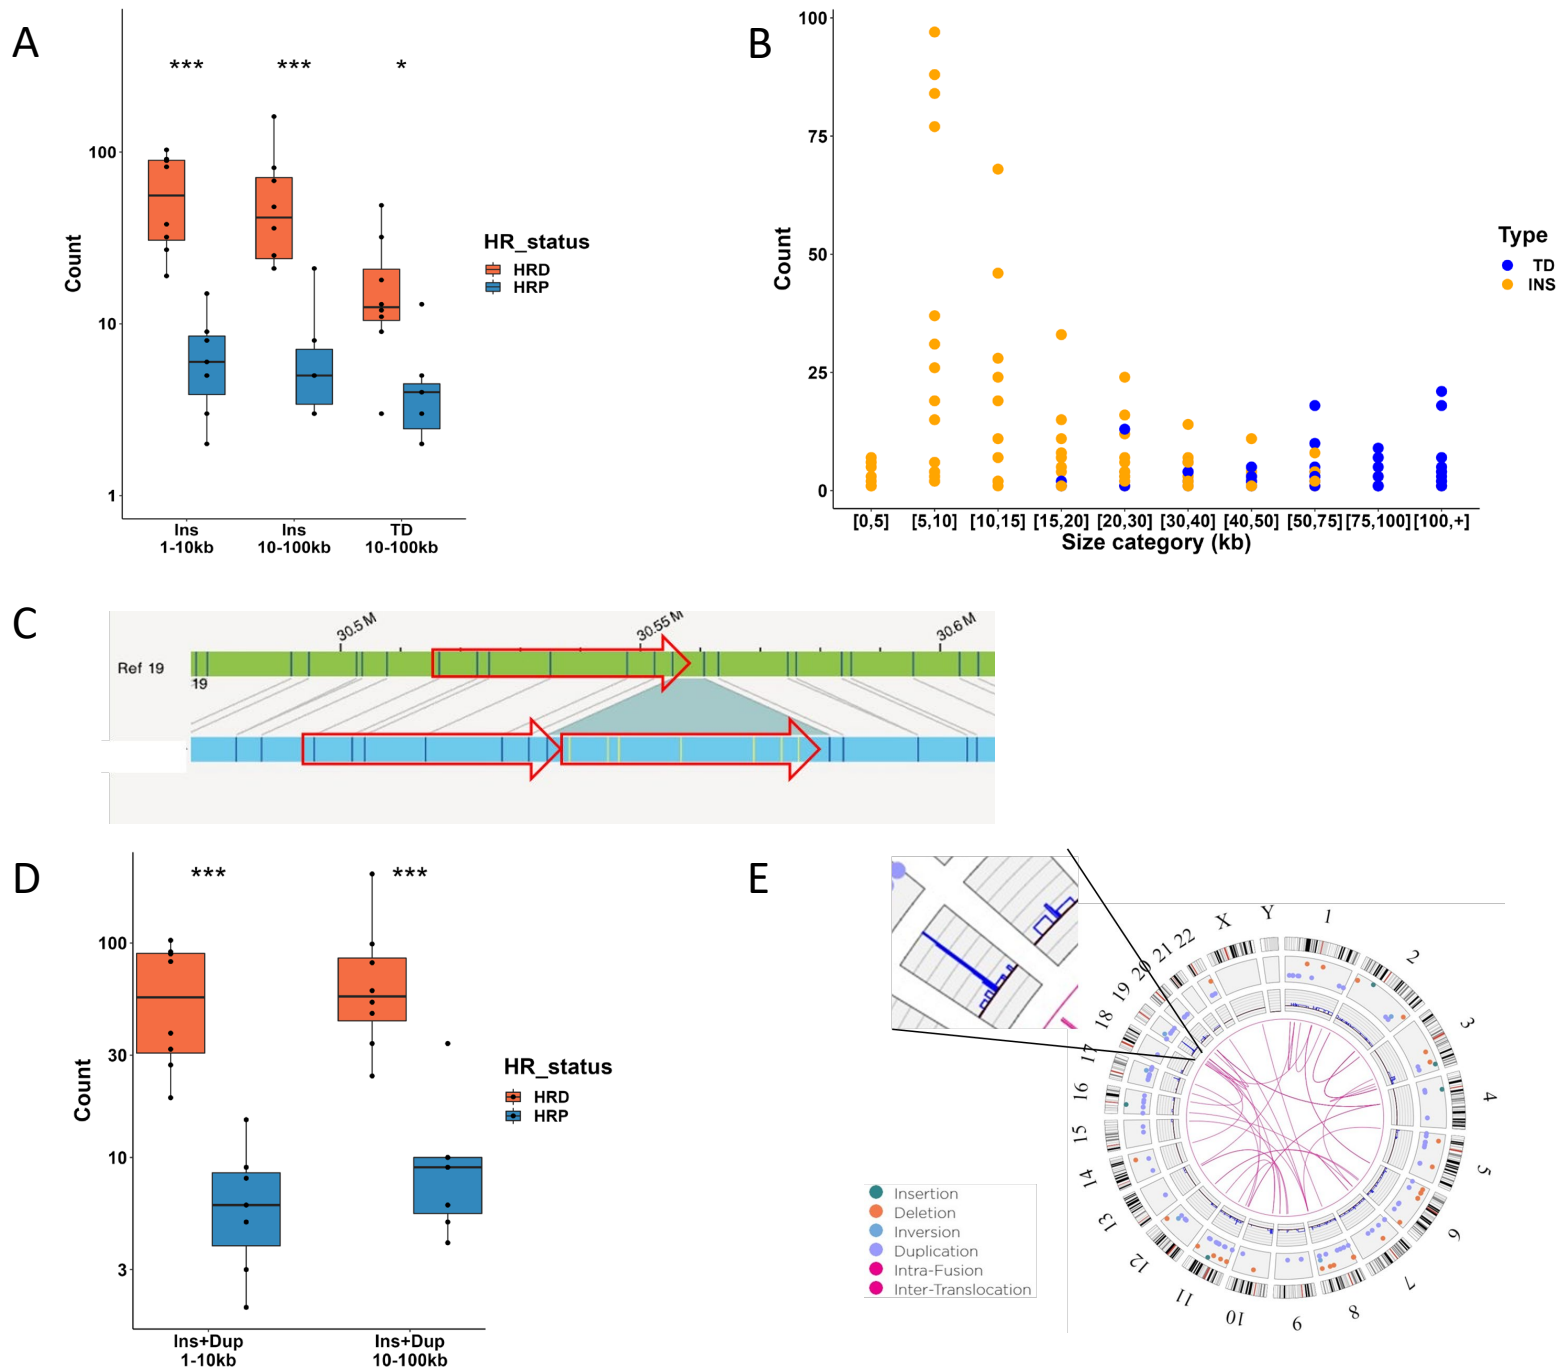 A
***
***
*
100
10
1
Count
Ins
1-10kb
Ins
10-100kb
TD
10-100kb
HR_status
HRD
HRP
B
100
75
50
25
0
Count
[0,5]
[5,10]
[10,15]
[15,20]
[20,30]
[30,40]
[40,50]
[50,75]
[75,100]
[100,+]
Size category (kb)
Type
TD
INS
C
30.5 M
30.55 M
30.6 M
Ref 19
19
D
***
***
100
30
10
3
Count
Ins+Dup
1-10kb
Ins+Dup
10-100kb
HR_status
HRD
HRP
E
1
2
3
4
5
6
7
8
9
10
11
12
13
14
15
16
17
18
19
20
21
22
X
Y
Insertion
Deletion
Inversion
Duplication
Intra-Fusion
Inter-Translocation